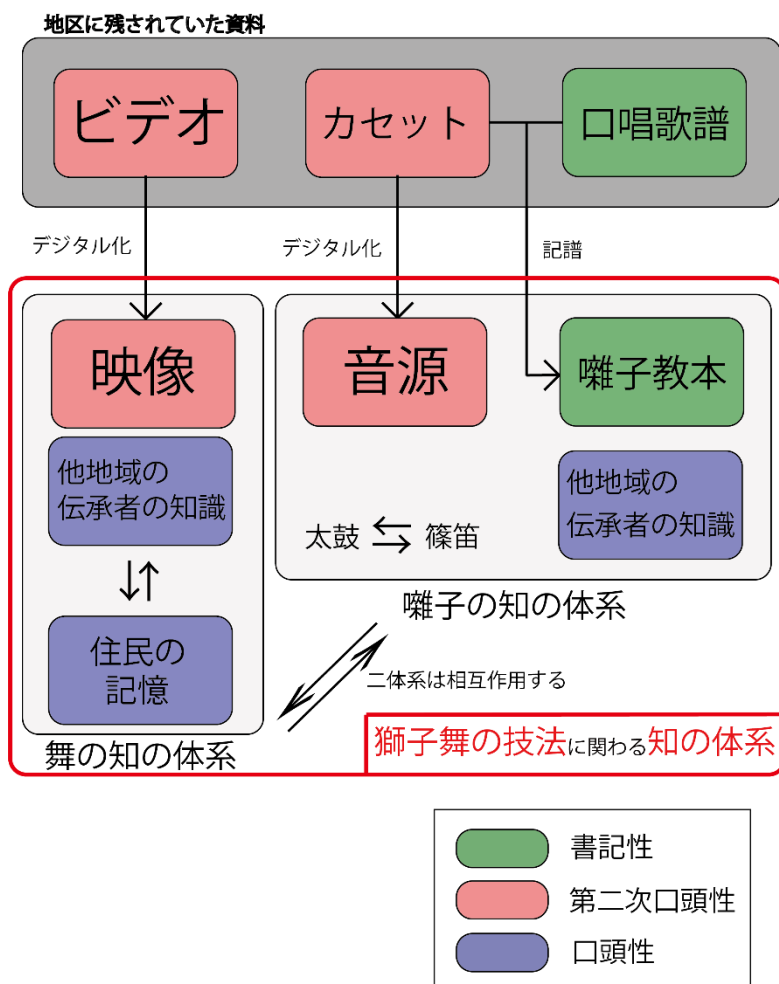 地区に残されていた資料
ビデオ
カセット
口唱歌譜
デジタル化
デジタル化
記譜
映像
他地域の
伝承者の知識
住民の
記憶
舞の知の体系
音源
囃子教本
他地域の
伝承者の知識
太鼓
篠笛
囃子の知の体系
二体系は相互作用する
獅子舞の技法に関わる知の体系
書記性
第二次口頭性
口頭性